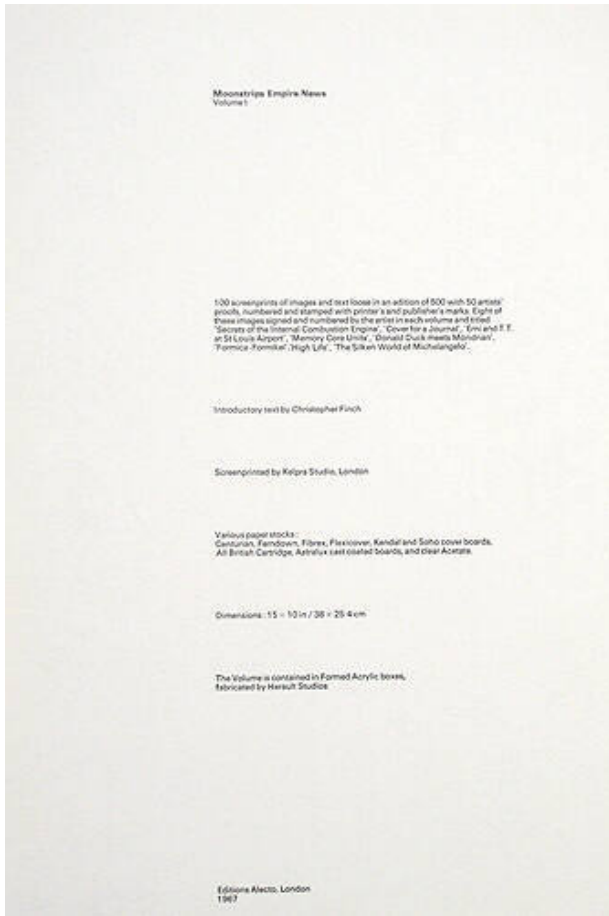 Moonstrips Empire News
Volume 1
100 screenprints of images and text loose in an edition of 500 with 50 artists'
proofs, numbered and stamped with printer's and publisher's marks. Eight of
these images signed and numbered by the artist in each volume and titled
'Secrets of the Internal Combustion Engine', 'Cover for a Journal', 'Erni and T.T.
at St Louis Airport', 'Memory Core Units', 'Donald Duck meets Mondrian',
'Formica-Formikel', 'High Life', 'The Silken World of Michelangelo'.
Introductory text by Christopher Finch
Screenprinted by Kelpra Studio, London
Various paper stocks:
Centurian, Ferndown, Fibrex, Flexicover, Kendal and Soho cover boards,
All British Cartridge, Astralux cast coated boards, and clear Acetate.
Dimensions: 15 × 10 in / 38 × 25·4 cm
The Volume is contained in Formed Acrylic boxes,
fabricated by Herault Studios
Editions Alecto, London
1967